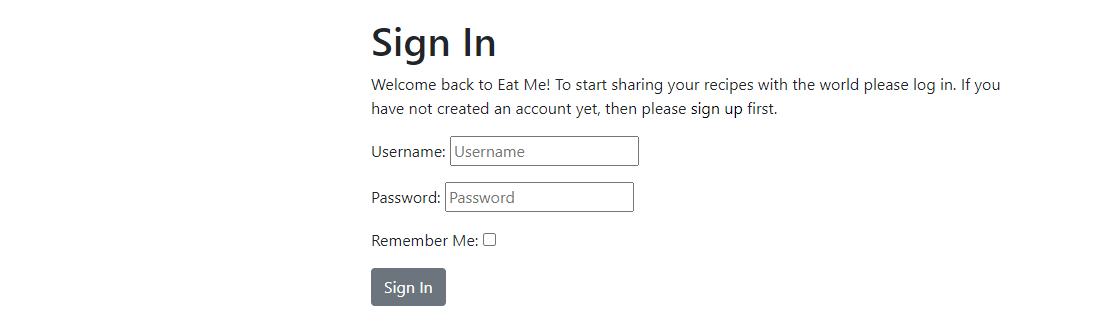 Sign In
Welcome back to Eat Me! To start sharing your recipes with the world please log in. If you
have not created an account yet, then please sign up first.
Username: Username
Password: Password
Remember Me:
Sign In